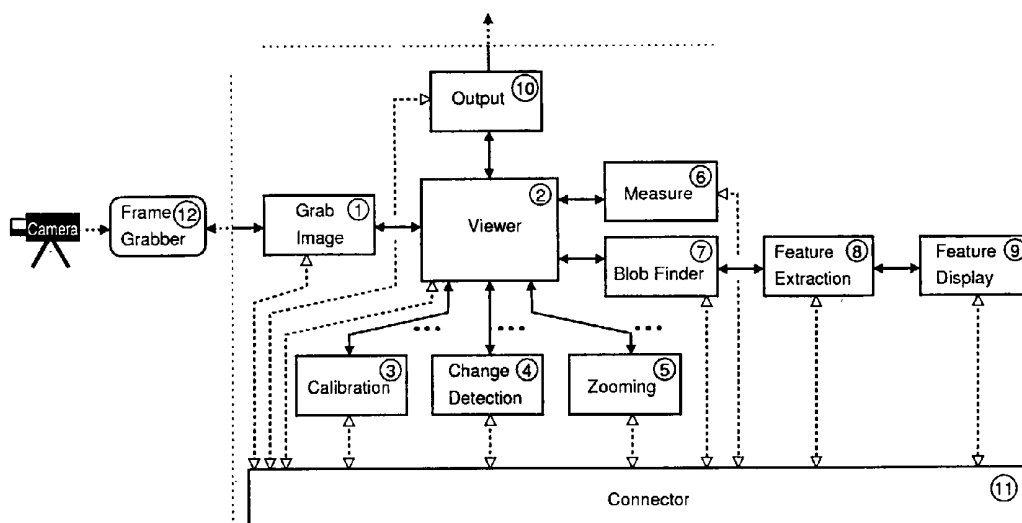 10
Output
Camera
Frame 12
Grabber
Grab 1
Image
2
Viewer
6
Measure
7
Blob Finder
Feature 8
Extraction
Feature 9
Display
3
Calibration
Change 4
Detection
5
Zooming
Connector
11